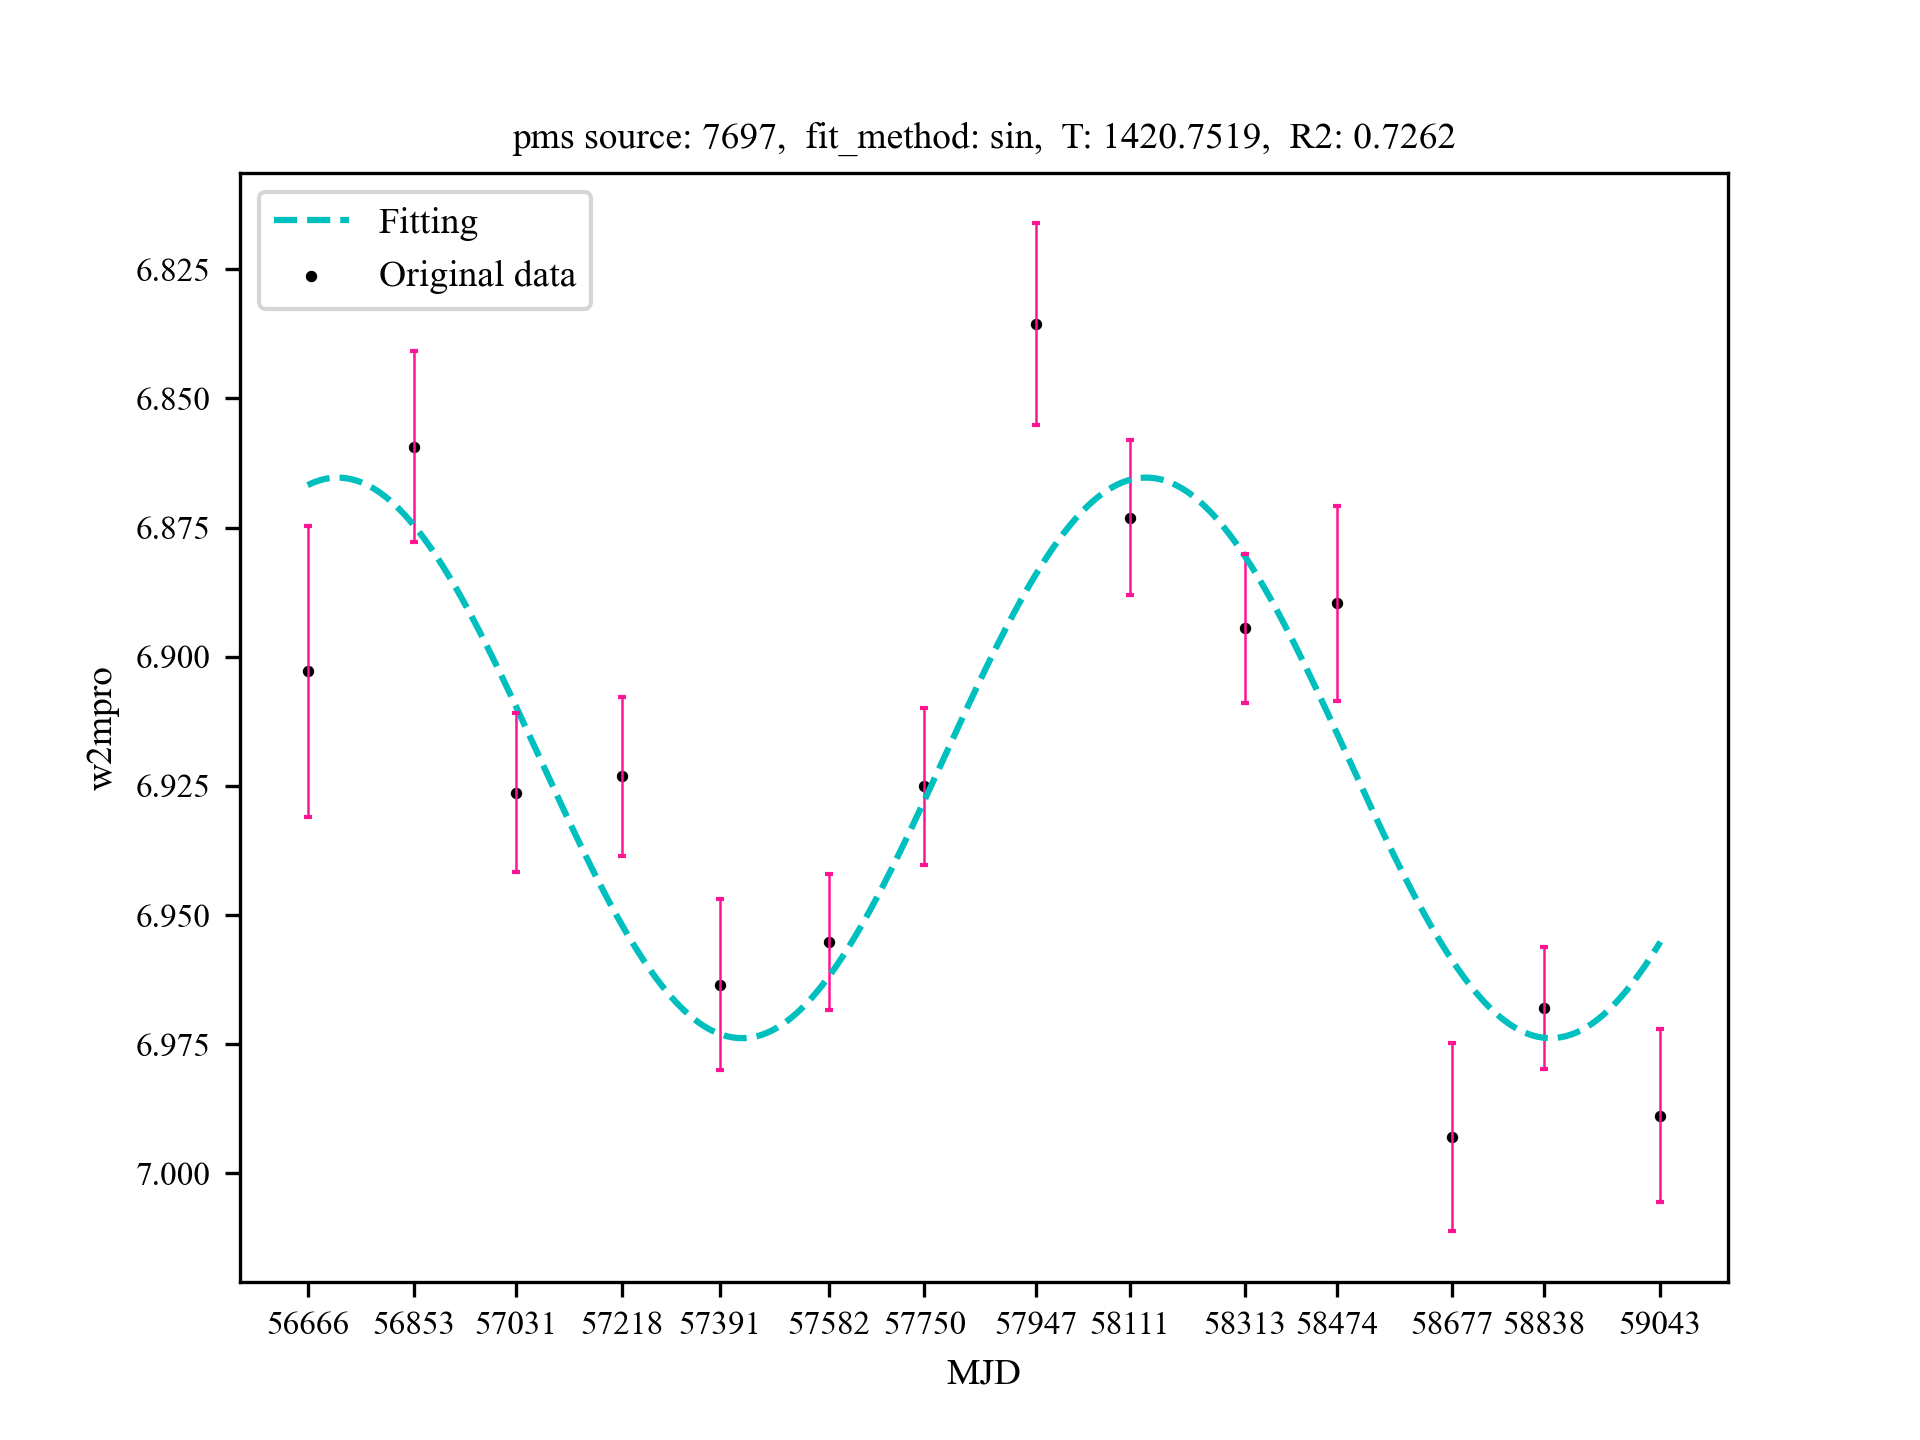 pms source: 7697,  fit_method: sin,  T: 1420.7519,  R2: 0.7262
Fitting
Original data
6.825
6.850
6.875
6.900
6.925
6.950
6.975
7.000
w2mpro
56666 56853 57031 57218 57391 57582 57750 57947 58111 58313 58474 58677 58838 59043
MJD